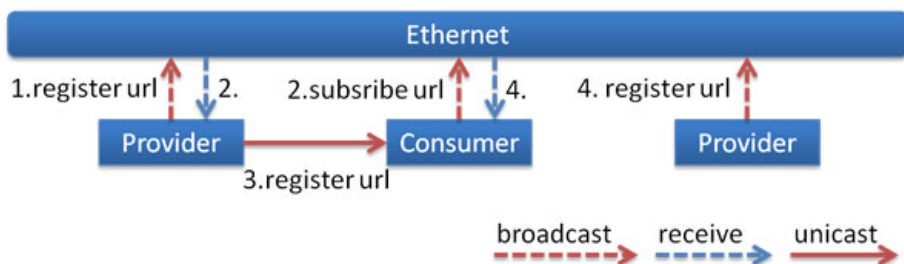 Ethernet
1.register url
2.
2.subsribe url
4.
4. register url
Provider
Consumer
Provider
3.register url
broadcast
receive
unicast